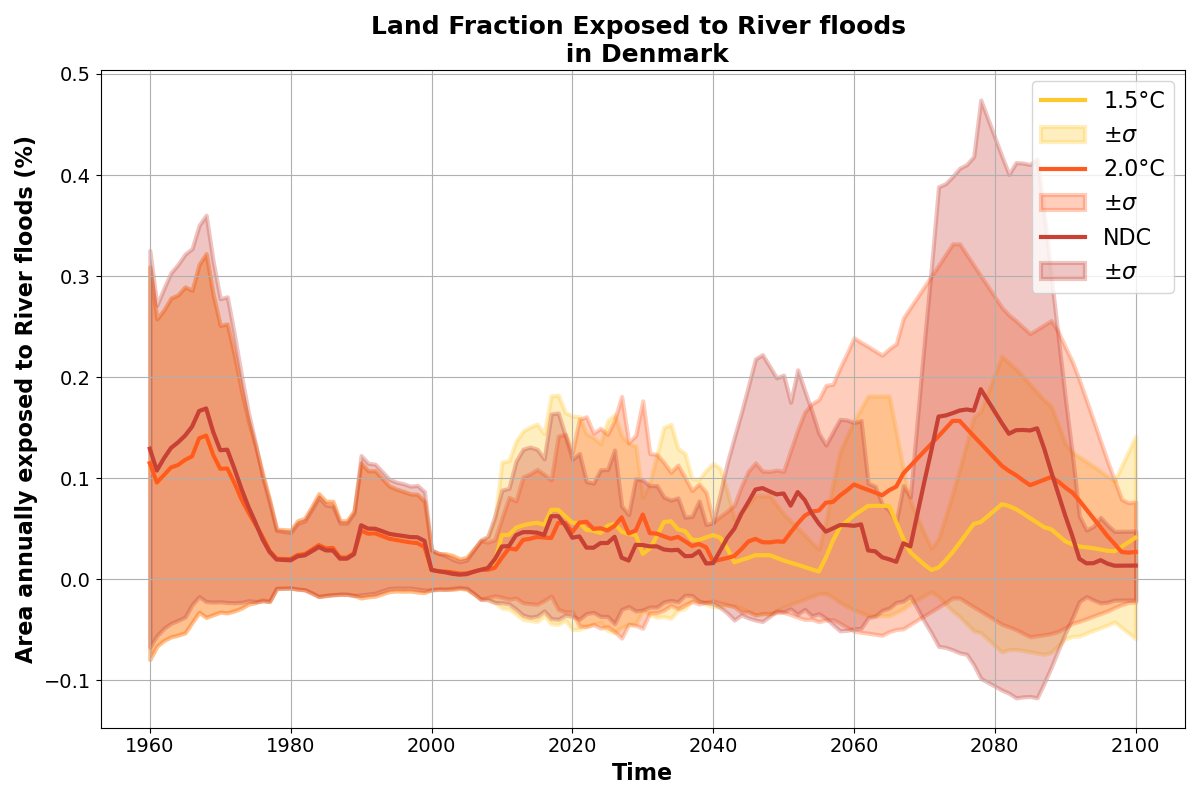 Land Fraction Exposed to River floods
in Denmark
Area annually exposed to River floods (%)
0.5
0.4
0.3
0.2
0.1
0.0
−0.1
1960
1980
2000
2020
2040
2060
2080
2100
Time
1.5°C
±σ
2.0°C
±σ
NDC
±σ